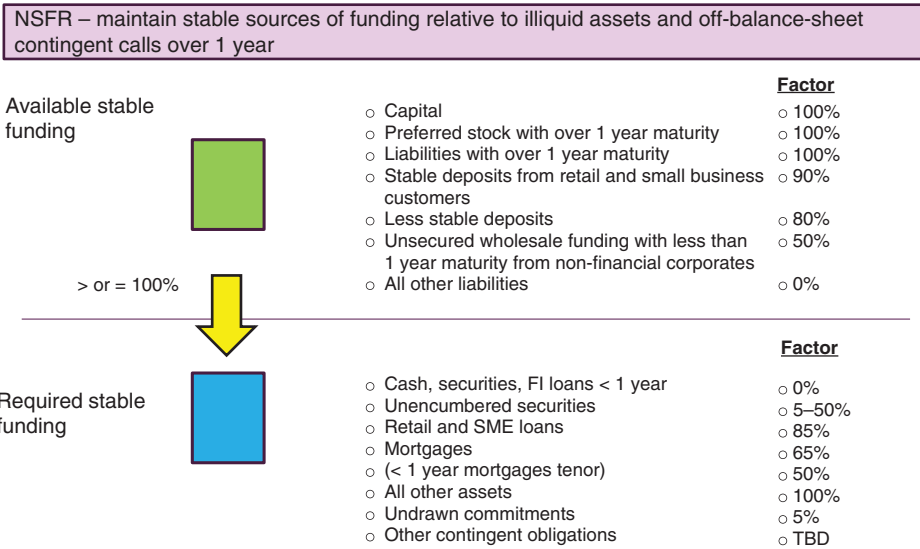 NSFR – maintain stable sources of funding relative to illiquid assets and off-balance-sheet
contingent calls over 1 year
Factor
Available stable
funding
○ Capital ○ 100%
○ Preferred stock with over 1 year maturity ○ 100%
○ Liabilities with over 1 year maturity ○ 100%
○ Stable deposits from retail and small business ○ 90%
customers
○ Less stable deposits ○ 80%
○ Unsecured wholesale funding with less than ○ 50%
1 year maturity from non-financial corporates
> or = 100%
○ All other liabilities ○ 0%
Factor
Required stable
funding
○ Cash, securities, FI loans < 1 year ○ 0%
○ Unencumbered securities ○ 5–50%
○ Retail and SME loans ○ 85%
○ Mortgages ○ 65%
○ (< 1 year mortgages tenor) ○ 50%
○ All other assets ○ 100%
○ Undrawn commitments ○ 5%
○ Other contingent obligations ○ TBD